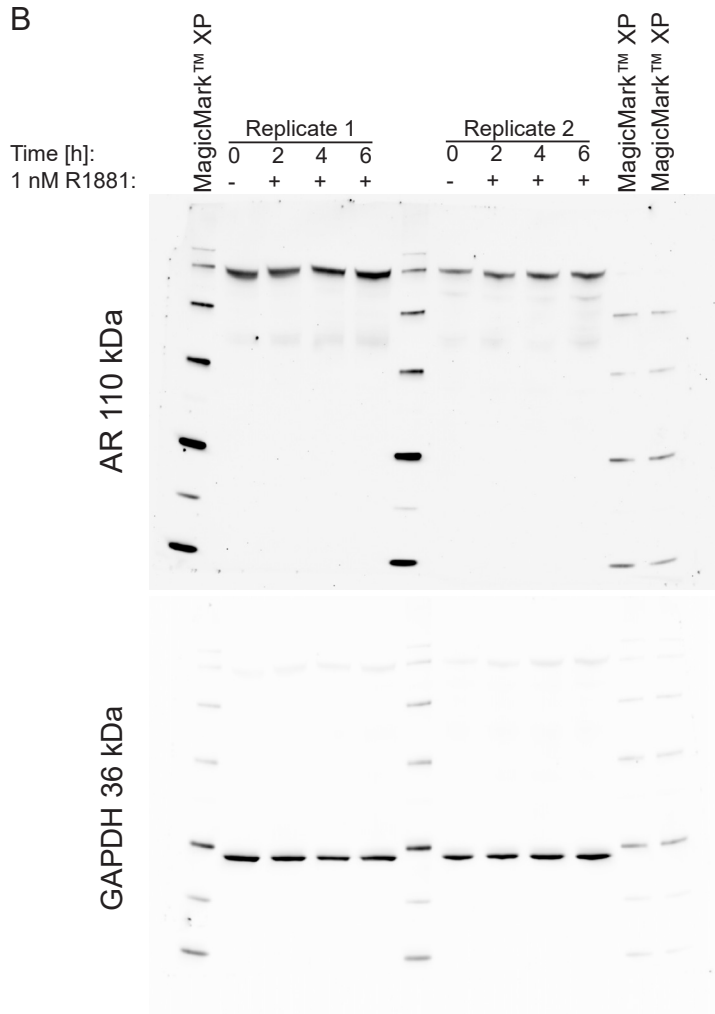 B
MagicMark™ XP
MagicMark™ XP
MagicMark™ XP
Replicate 1
Replicate 2
Time [h]: 0 2 4 6 0 2 4 6
1 nM R1881: - + + + - + + +
AR 110 kDa
GAPDH 36 kDa